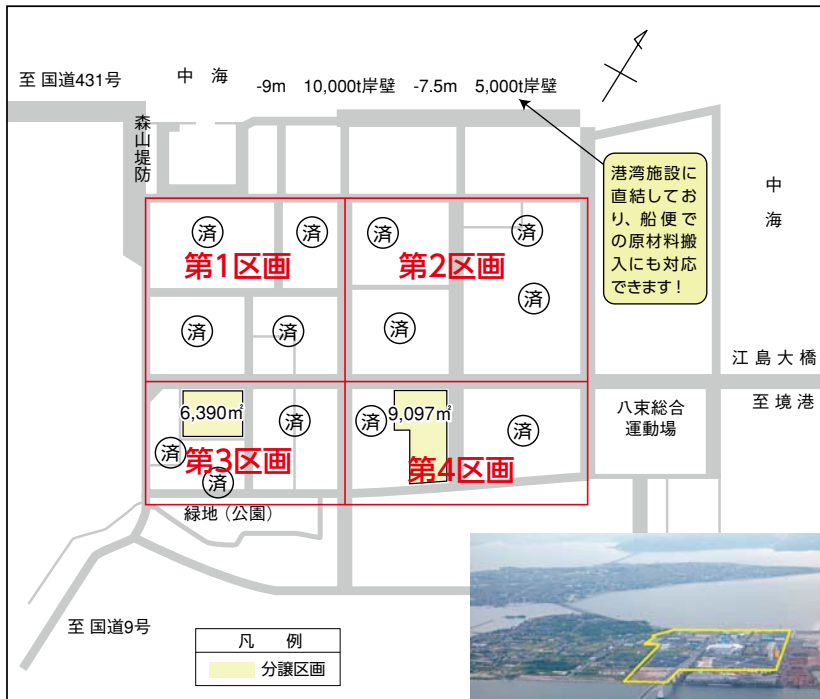 至 国道431号
中　海
-9m　10,000t岸壁　-7.5m　5,000t岸壁
森山堤防
港湾施設に
直結してお
り、船便で
の原材料搬
入にも対応
できます！
中
海
済
済
済
済
第1区画
第2区画
済
済
済
済
江島大橋
至 境港
6,390㎡
済
済
9,097㎡
済
八束総合
運動場
済
第3区画
第4区画
済
緑地（公園）
至 国道9号
凡　例
分譲区画